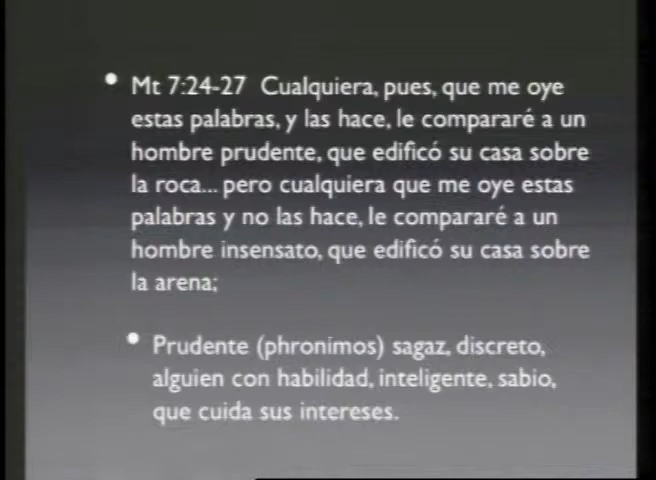 • Mt 7:24-27 Cualquiera, pues, que me oye
estas palabras, y las hace, le compararé a un
hombre prudente, que edificó su casa sobre
la roca... pero cualquiera que me oye estas
palabras y no las hace, le compararé a un
hombre insensato, que edificó su casa sobre
la arena;
• Prudente (phronimos) sagaz, discreto,
alguien con habilidad, inteligente, sabio,
que cuida sus intereses.